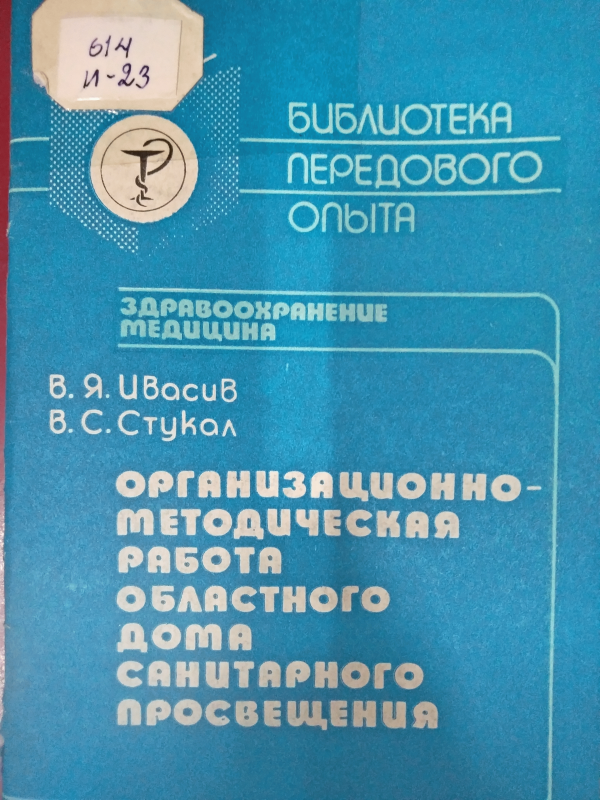 614
И-23
БИБЛИОТЕКА
ПЕРЕДОВОГО
ОПЫТА
ЗДРАВООХРАНЕНИЕ
МЕДИЦИНА
В. Я. Ивасив
В. С. Стукал
ОРГАНИЗАЦИОННО-
МЕТОДИЧЕСКАЯ
РАБОТА
ОБЛАСТНОГО
ДОМА
САНИТАРНОГО
ПРОСВЕЩЕНИЯ